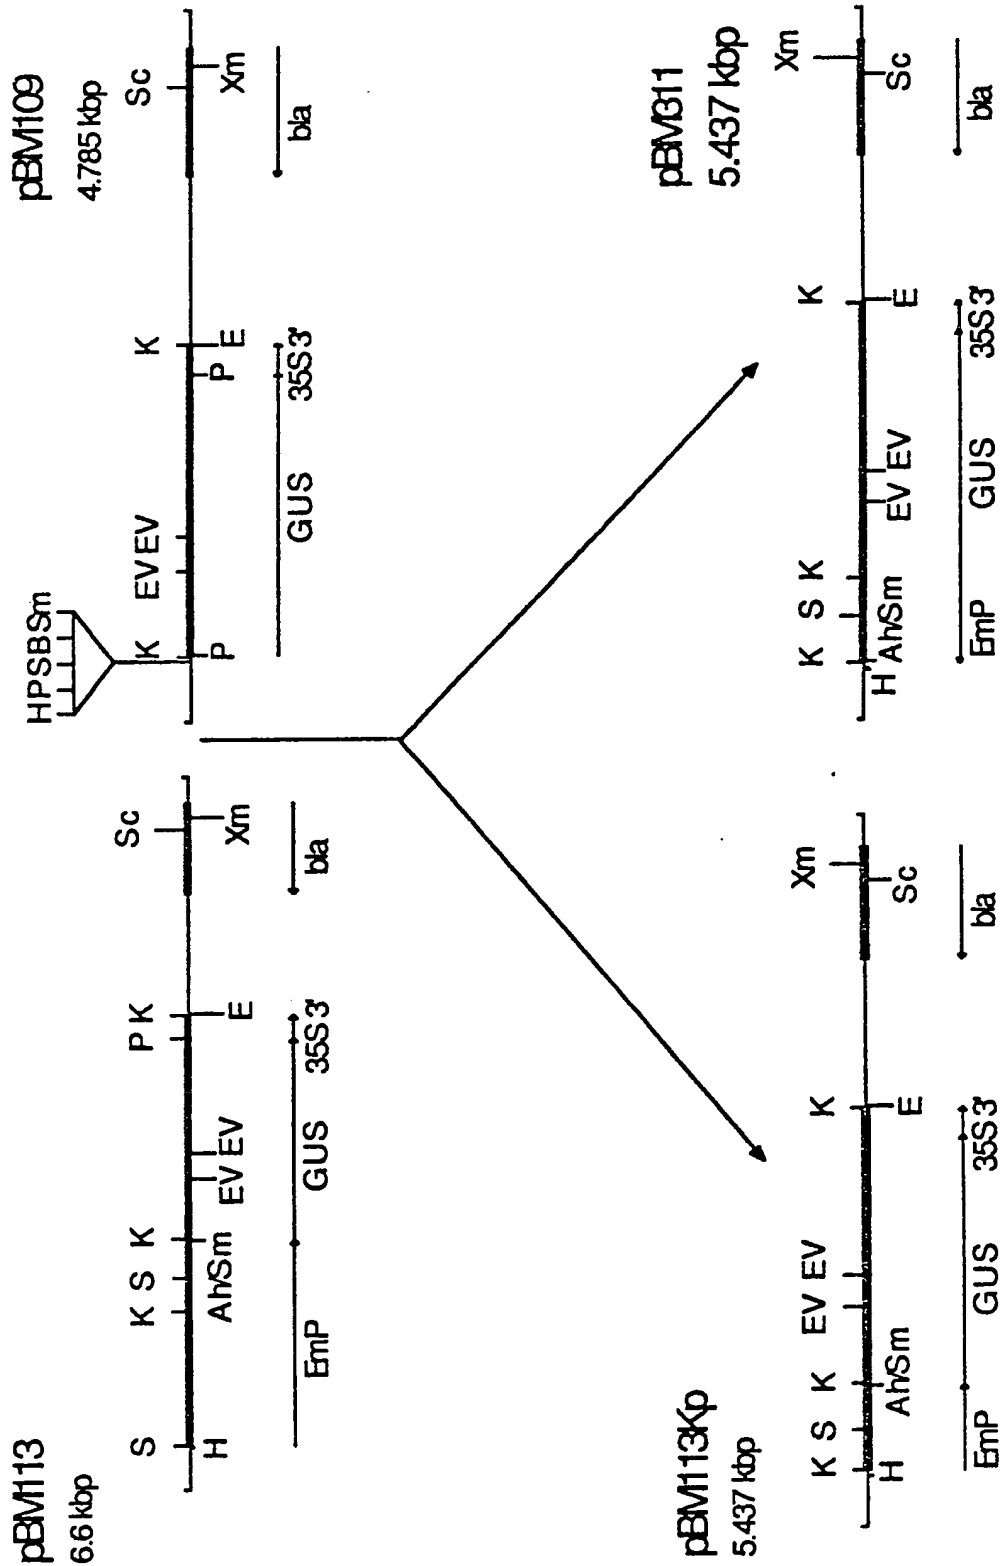 pBM113
6.6 kbp
S K S K P K Sc
H Ah/Sm EV EV E Xm
EmP GUS 35S3' bla
pBM109
4.785 kbp
H P S B Sm
K EV EV K Sc
P P E Xm
GUS 35S3' bla
pBM113Kp
5.437 kbp
K S K EV EV K Xm
H Ah/Sm E Sc
EmP GUS 35S3' bla
pBM311
5.437 kbp
K S K K Xm
H Ah/Sm EV EV E Sc
EmP GUS 35S3' bla